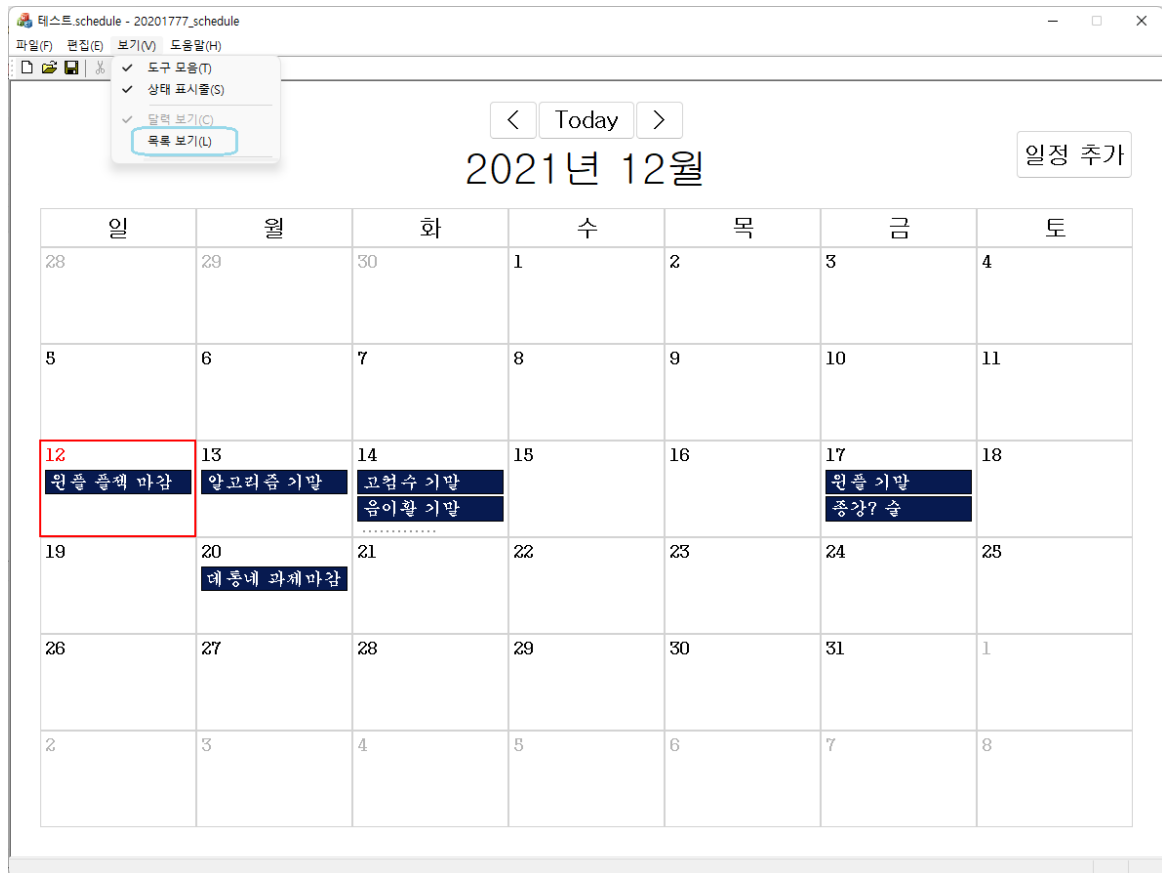 테스트.schedule - 20201777_schedule
파일(F) 편집(E) 보기(V) 도움말(H)
도구 모음(T)
상태 표시줄(S)
달력 보기(C)
목록 보기(L)
< Today >
2021년 12월
일정 추가
일 월 화 수 목 금 토
28 29 30 1 2 3 4
5 6 7 8 9 10 11
12 13 14 15 16 17 18
윈플 플젝 마감 알고리즘 기말 고컴수 기말 윈플 기말
음이활 기말 종강? 술
.............
19 20 21 22 23 24 25
데통네 과제마감
26 27 28 29 30 31 1
2 3 4 5 6 7 8